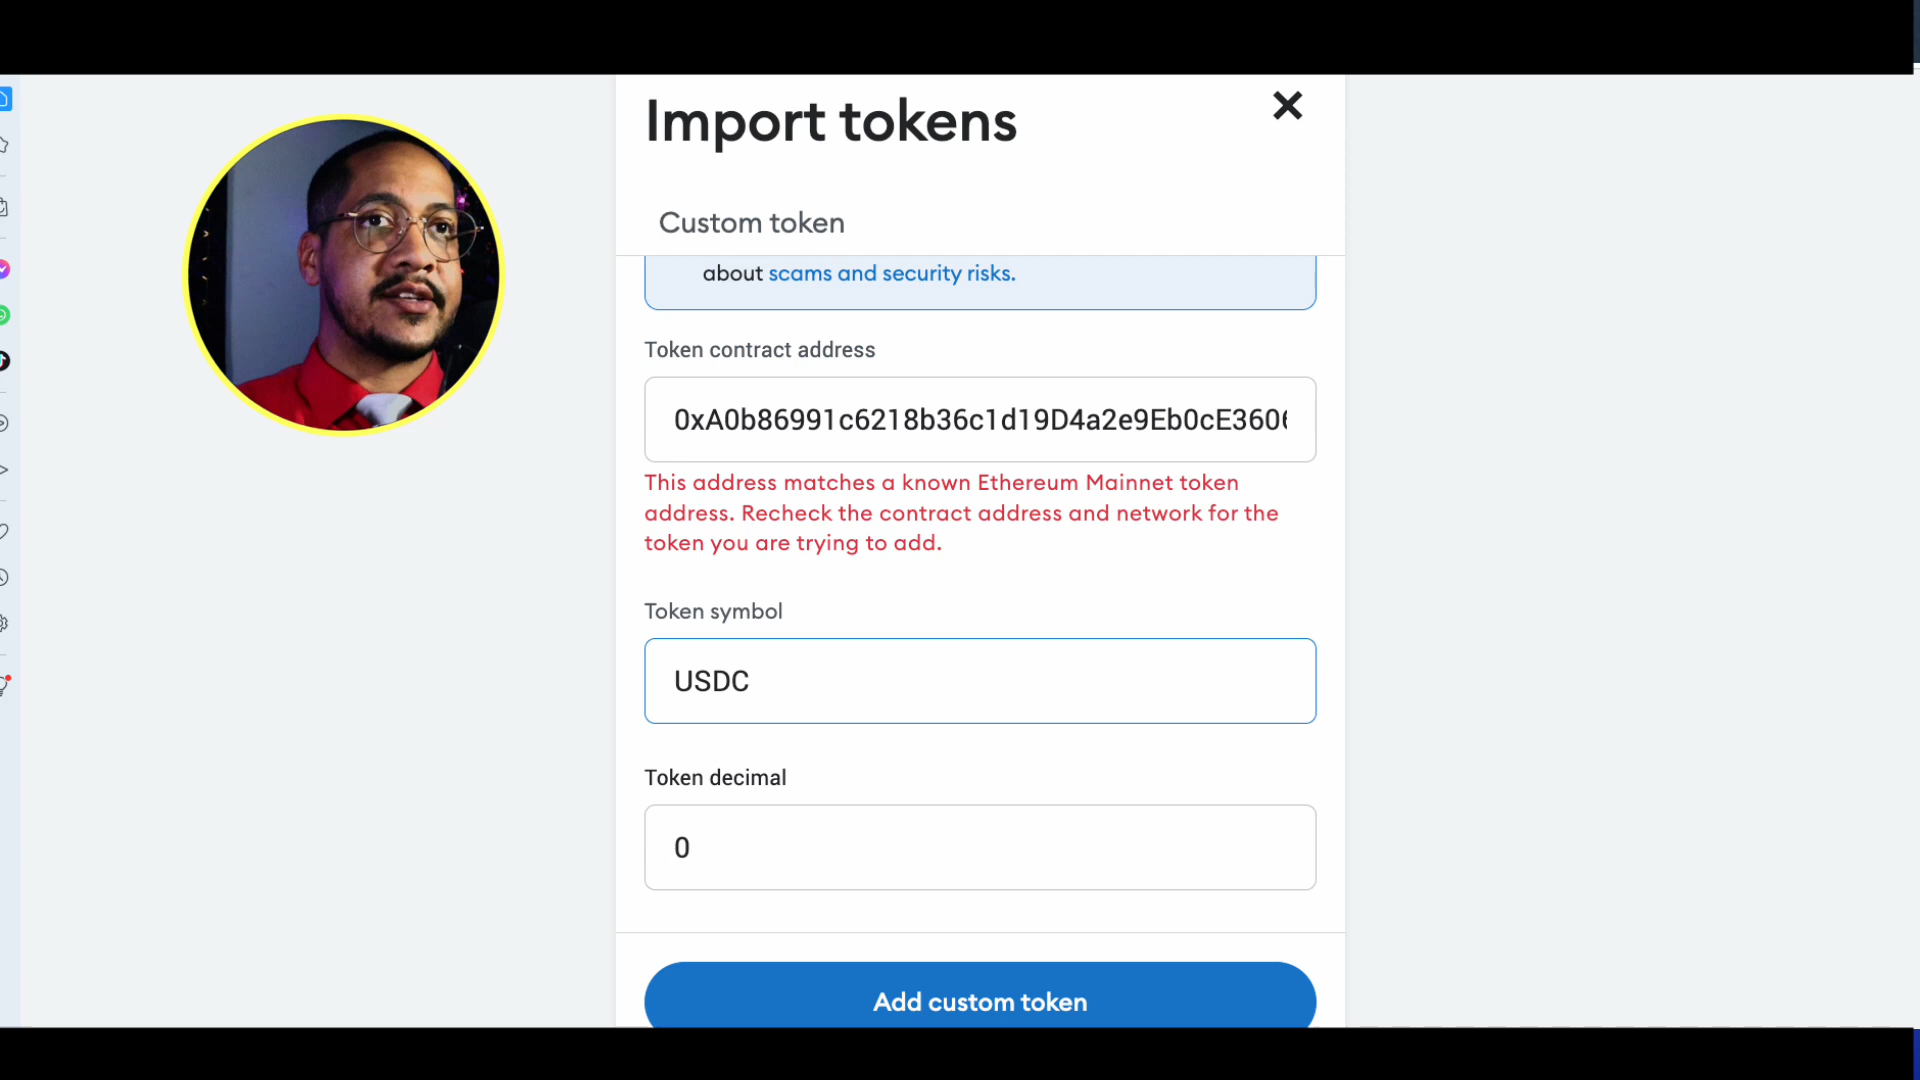 Import tokens
Custom token
about scams and security risks.
Token contract address
0xA0b86991c6218b36c1d19D4a2e9Eb0cE3606
This address matches a known Ethereum Mainnet token
address. Recheck the contract address and network for the
token you are trying to add.
Token symbol
USDC
Token decimal
0
Add custom token